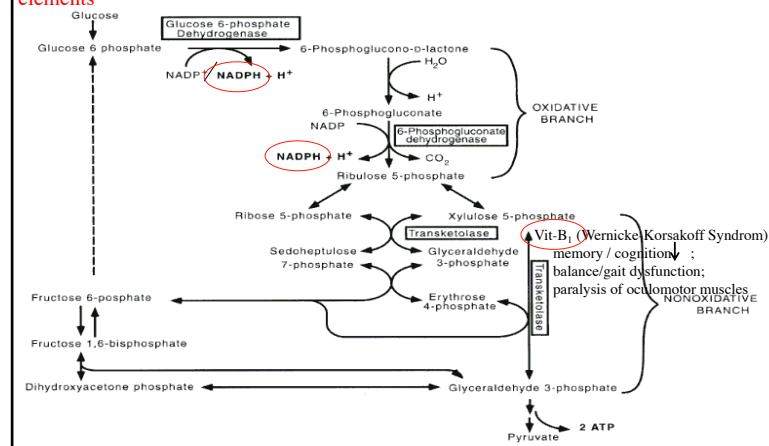 elements
Glucose
Glucose 6-phosphate
Dehydrogenase
Glucose 6 phosphate
6-Phosphoglucono-D-lactone
NADP⁺
NADPH + H⁺
H₂O
H⁺
6-Phosphogluconate
NADP
6-Phosphogluconate
dehydrogenase
NADPH + H⁺
CO₂
Ribulose 5-phosphate
OXIDATIVE
BRANCH
Ribose 5-phosphate
Xylulose 5-phosphate
Transketolase
Vit-B₁ (Wernicke-Korsakoff Syndrom)
memory / cognition ↓ ;
balance/gait dysfunction;
paralysis of oculomotor muscles
Sedoheptulose
7-phosphate
Glyceraldehyde
3-phosphate
Transketolase
Fructose 6-posphate
Erythrose
4-phosphate
NONOXIDATIVE
BRANCH
Fructose 1,6-bisphosphate
Dihydroxyacetone phosphate
Glyceraldehyde 3-phosphate
2 ATP
Pyruvate